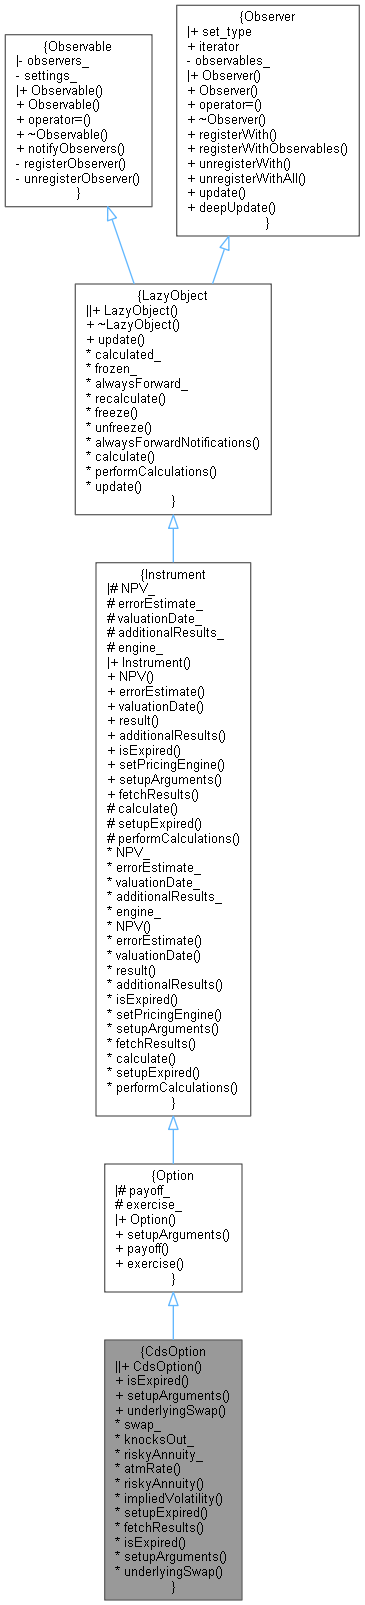 {Observable
|- observers_
- settings_
|+ Observable()
+ Observable()
+ operator=()
+ ~Observable()
+ notifyObservers()
- registerObserver()
- unregisterObserver()
}
{Observer
|+ set_type
+ iterator
- observables_
|+ Observer()
+ Observer()
+ operator=()
+ ~Observer()
+ registerWith()
+ registerWithObservables()
+ unregisterWith()
+ unregisterWithAll()
+ update()
+ deepUpdate()
}
{LazyObject
||+ LazyObject()
+ ~LazyObject()
+ update()
* calculated_
* frozen_
* alwaysForward_
* recalculate()
* freeze()
* unfreeze()
* alwaysForwardNotifications()
* calculate()
* performCalculations()
* update()
}
{Instrument
|# NPV_
# errorEstimate_
# valuationDate_
# additionalResults_
# engine_
|+ Instrument()
+ NPV()
+ errorEstimate()
+ valuationDate()
+ result()
+ additionalResults()
+ isExpired()
+ setPricingEngine()
+ setupArguments()
+ fetchResults()
# calculate()
# setupExpired()
# performCalculations()
* NPV_
* errorEstimate_
* valuationDate_
* additionalResults_
* engine_
* NPV()
* errorEstimate()
* valuationDate()
* result()
* additionalResults()
* isExpired()
* setPricingEngine()
* setupArguments()
* fetchResults()
* calculate()
* setupExpired()
* performCalculations()
}
{Option
|# payoff_
# exercise_
|+ Option()
+ setupArguments()
+ payoff()
+ exercise()
}
{CdsOption
||+ CdsOption()
+ isExpired()
+ setupArguments()
+ underlyingSwap()
* swap_
* knocksOut_
* riskyAnnuity_
* atmRate()
* riskyAnnuity()
* impliedVolatility()
* setupExpired()
* fetchResults()
* isExpired()
* setupArguments()
* underlyingSwap()
}